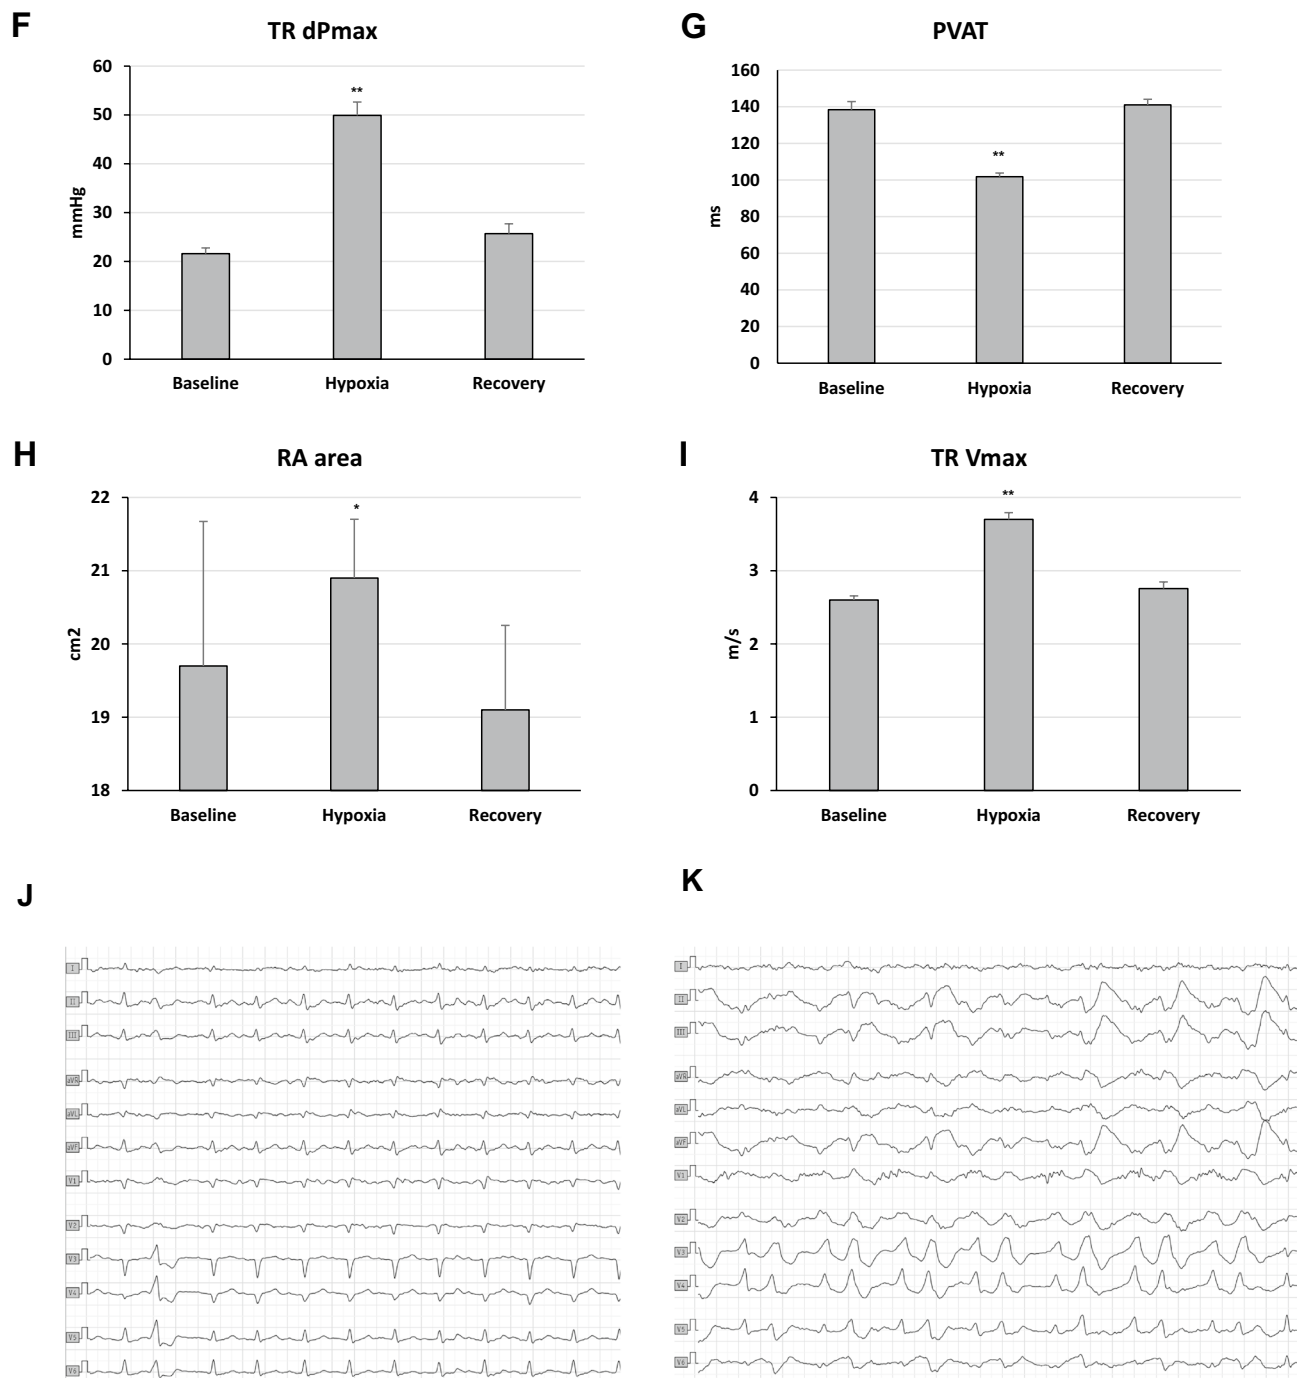 F
TR dPmax
60
50
40
30
20
10
0
mmHg
**
Baseline Hypoxia Recovery
G
PVAT
160
140
120
100
80
60
40
20
0
ms
**
Baseline Hypoxia Recovery
H
RA area
22
21
20
19
18
cm2
*
Baseline Hypoxia Recovery
I
TR Vmax
4
3
2
1
0
m/s
**
Baseline Hypoxia Recovery
J
I
II
III
aVR
aVL
aVF
V1
V2
V3
V4
V5
V6
K
I
II
III
aVR
aVL
aVF
V1
V2
V3
V4
V5
V6